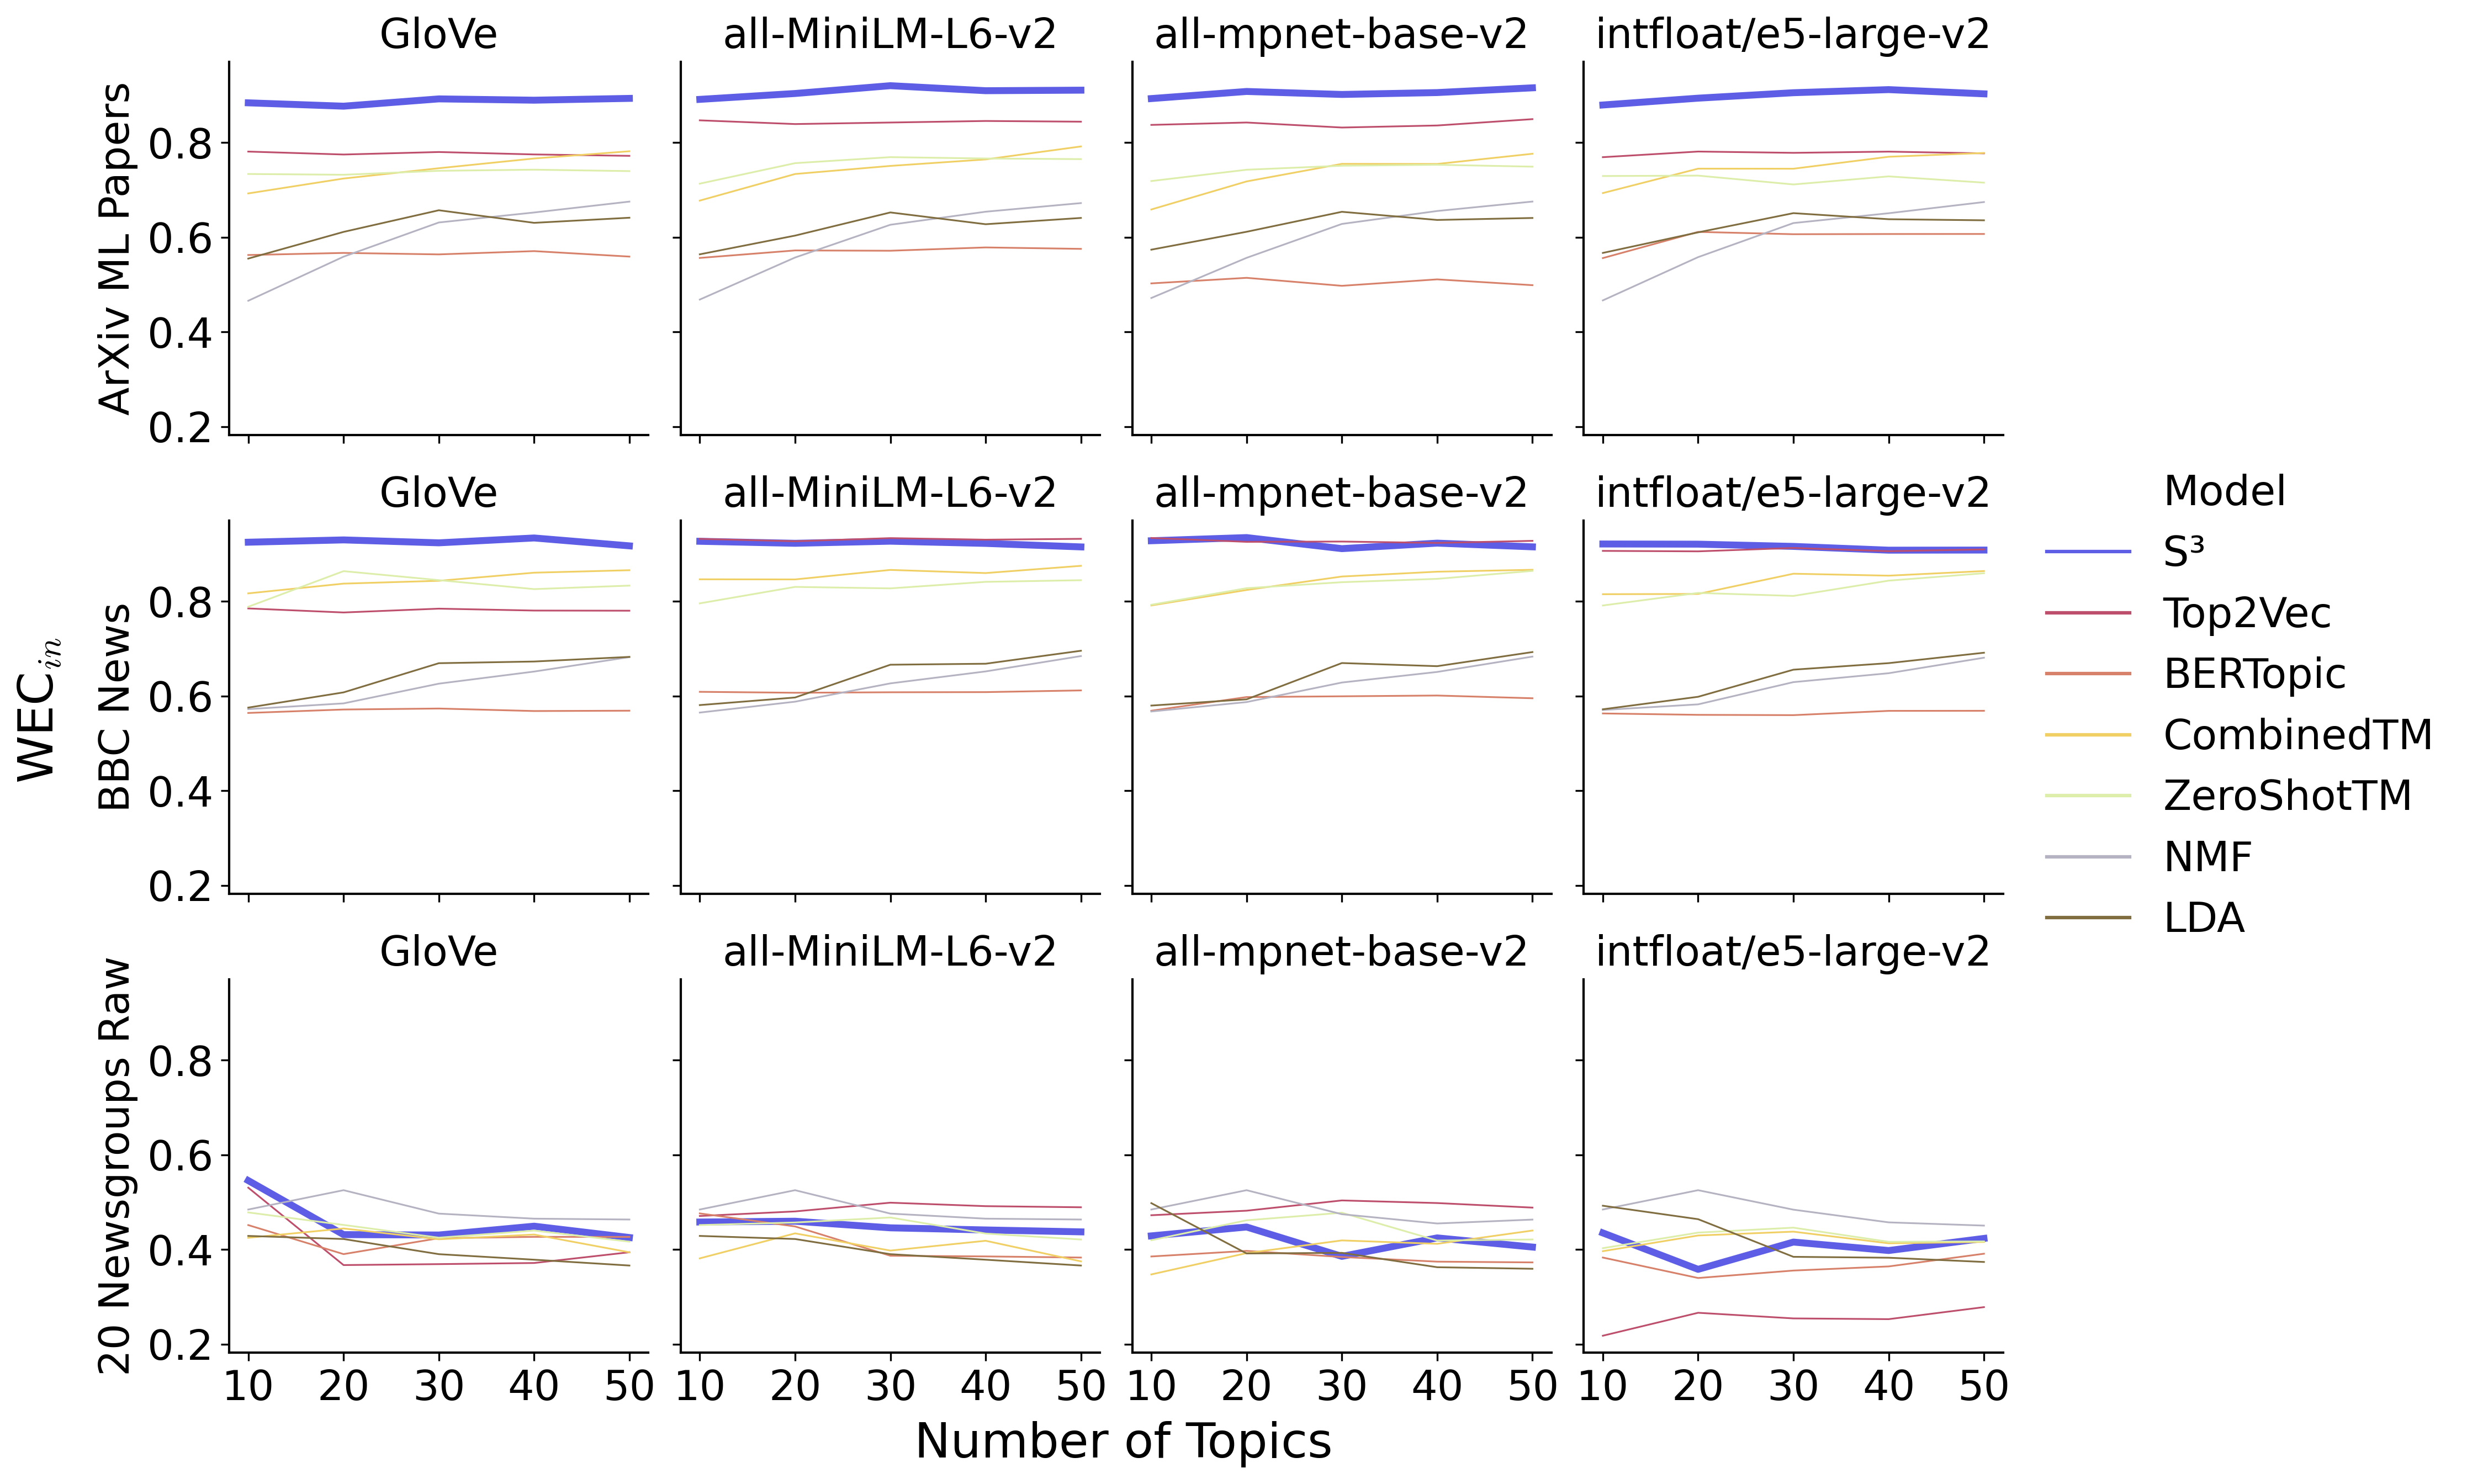 GloVe
all-MiniLM-L6-v2
all-mpnet-base-v2
intfloat/e5-large-v2
ArXiv ML Papers
0.8
0.6
0.4
0.2
GloVe
all-MiniLM-L6-v2
all-mpnet-base-v2
intfloat/e5-large-v2
WEC$_{in}$
BBC News
0.8
0.6
0.4
0.2
GloVe
all-MiniLM-L6-v2
all-mpnet-base-v2
intfloat/e5-large-v2
20 Newsgroups Raw
0.8
0.6
0.4
0.2
10 20 30 40 50
10 20 30 40 50
10 20 30 40 50
10 20 30 40 50
Number of Topics
Model
S³
Top2Vec
BERTopic
CombinedTM
ZeroShotTM
NMF
LDA